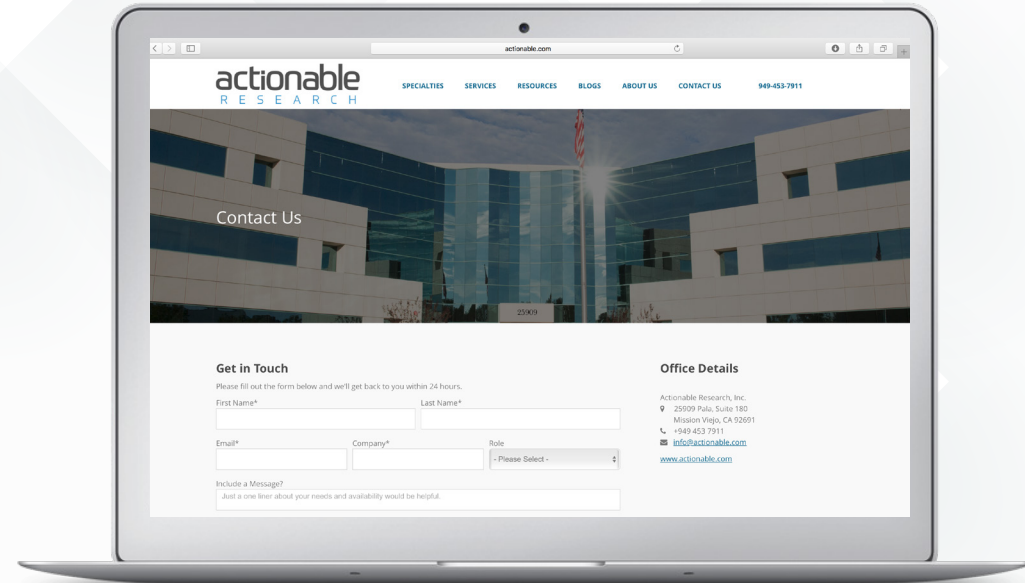 actionable.com
actionable
RESEARCH
SPECIALTIES SERVICES RESOURCES BLOGS ABOUT US CONTACT US 949-453-7911
Contact Us
25909
Get in Touch
Please fill out the form below and we'll get back to you within 24 hours.
First Name* Last Name*
Email* Company* Role
- Please Select -
Include a Message?
Just a one liner about your needs and availability would be helpful.
Office Details
Actionable Research, Inc.
25909 Pala, Suite 180
Mission Viejo, CA 92691
+949 453 7911
info@actionable.com
www.actionable.com